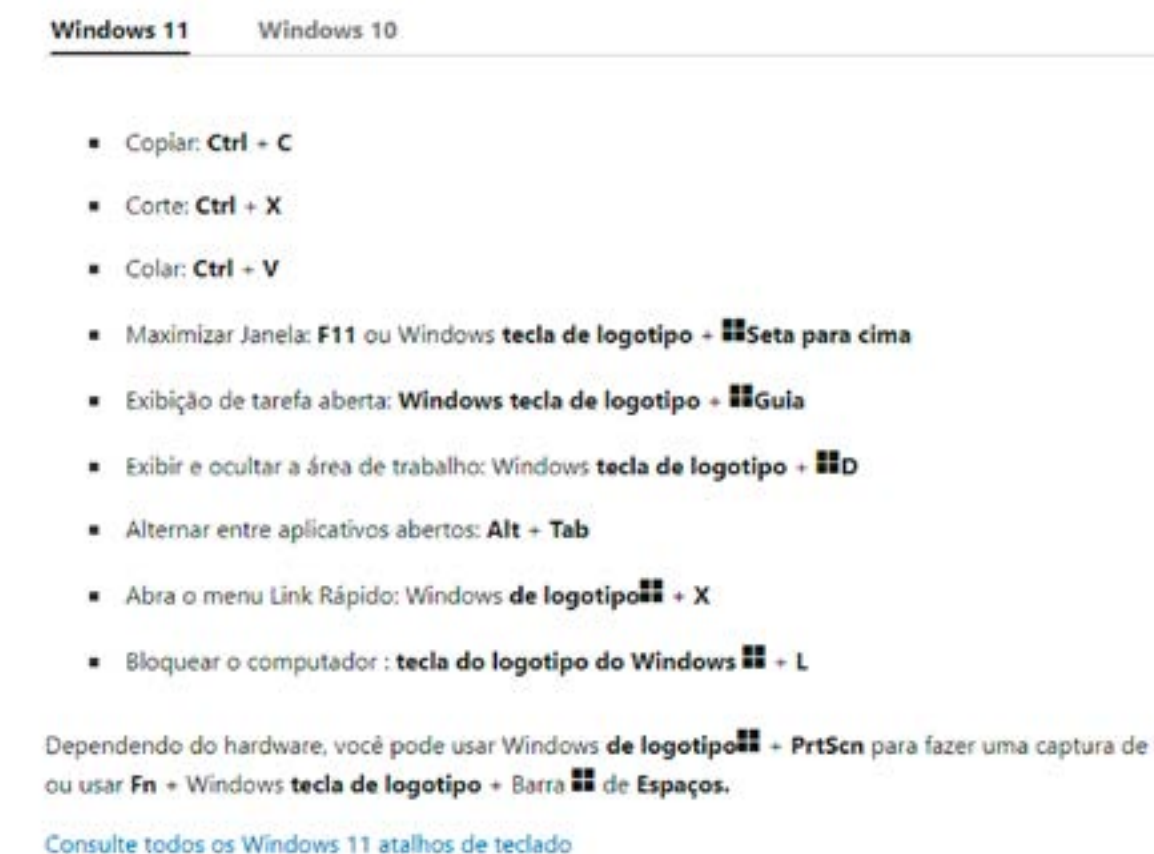 Windows 11 Windows 10
▪ Copiar: Ctrl + C
▪ Corte: Ctrl + X
▪ Colar: Ctrl + V
▪ Maximizar Janela: F11 ou Windows tecla de logotipo + Seta para cima
▪ Exibição de tarefa aberta: Windows tecla de logotipo + Guia
▪ Exibir e ocultar a área de trabalho: Windows tecla de logotipo + D
▪ Alternar entre aplicativos abertos: Alt + Tab
▪ Abra o menu Link Rápido: Windows de logotipo + X
▪ Bloquear o computador : tecla do logotipo do Windows + L
Dependendo do hardware, você pode usar Windows de logotipo + PrtScn para fazer uma captura de
ou usar Fn + Windows tecla de logotipo + Barra de Espaços.
Consulte todos os Windows 11 atalhos de teclado